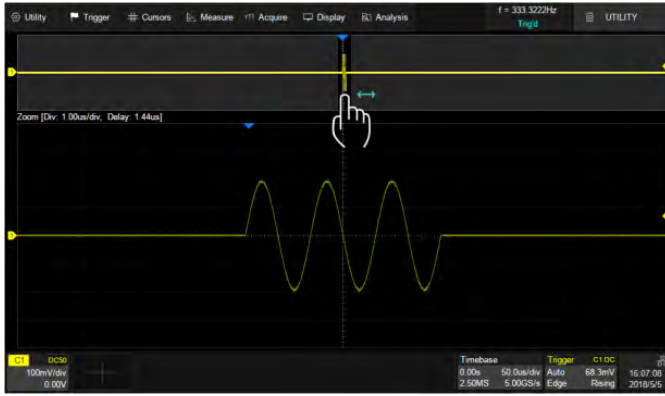 Utility Trigger Cursors Measure Acquire Display Analysis f = 333.3222Hz Trig'd UTILITY
Zoom [Div: 1.00us/div, Delay: 1.44us]
C1 DC50 Timebase Trigger C1 DC
100mV/div 0.00s 50.0us/div Auto 68.3mV 16:07:08
0.00V 2.50MS 5.00GS/s Edge Rising 2018/5/5